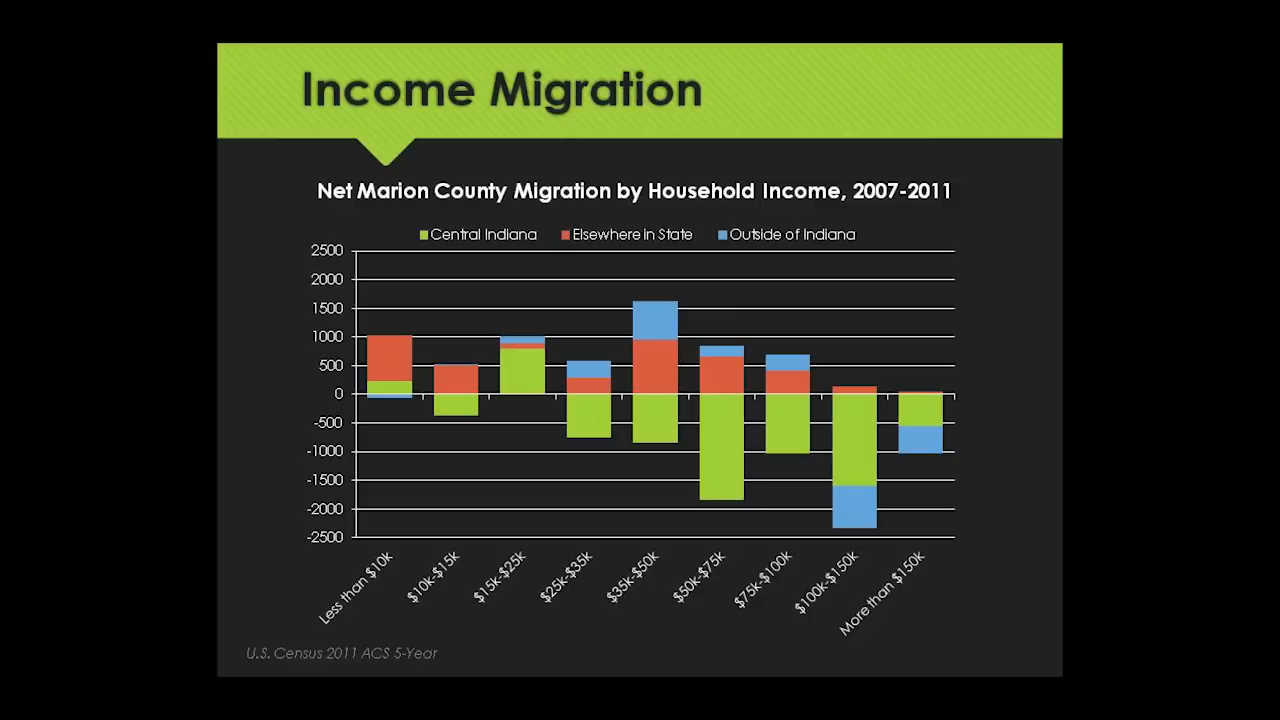 Income Migration
Net Marion County Migration by Household Income, 2007-2011
Central Indiana Elsewhere in State Outside of Indiana
2500
2000
1500
1000
500
0
-500
-1000
-1500
-2000
-2500
Less than $10k
$10k-$15k
$15k-$25k
$25k-$35k
$35k-$50k
$50k-$75k
$75k-$100k
$100k-$150k
More than $150k
U.S. Census 2011 ACS 5-Year